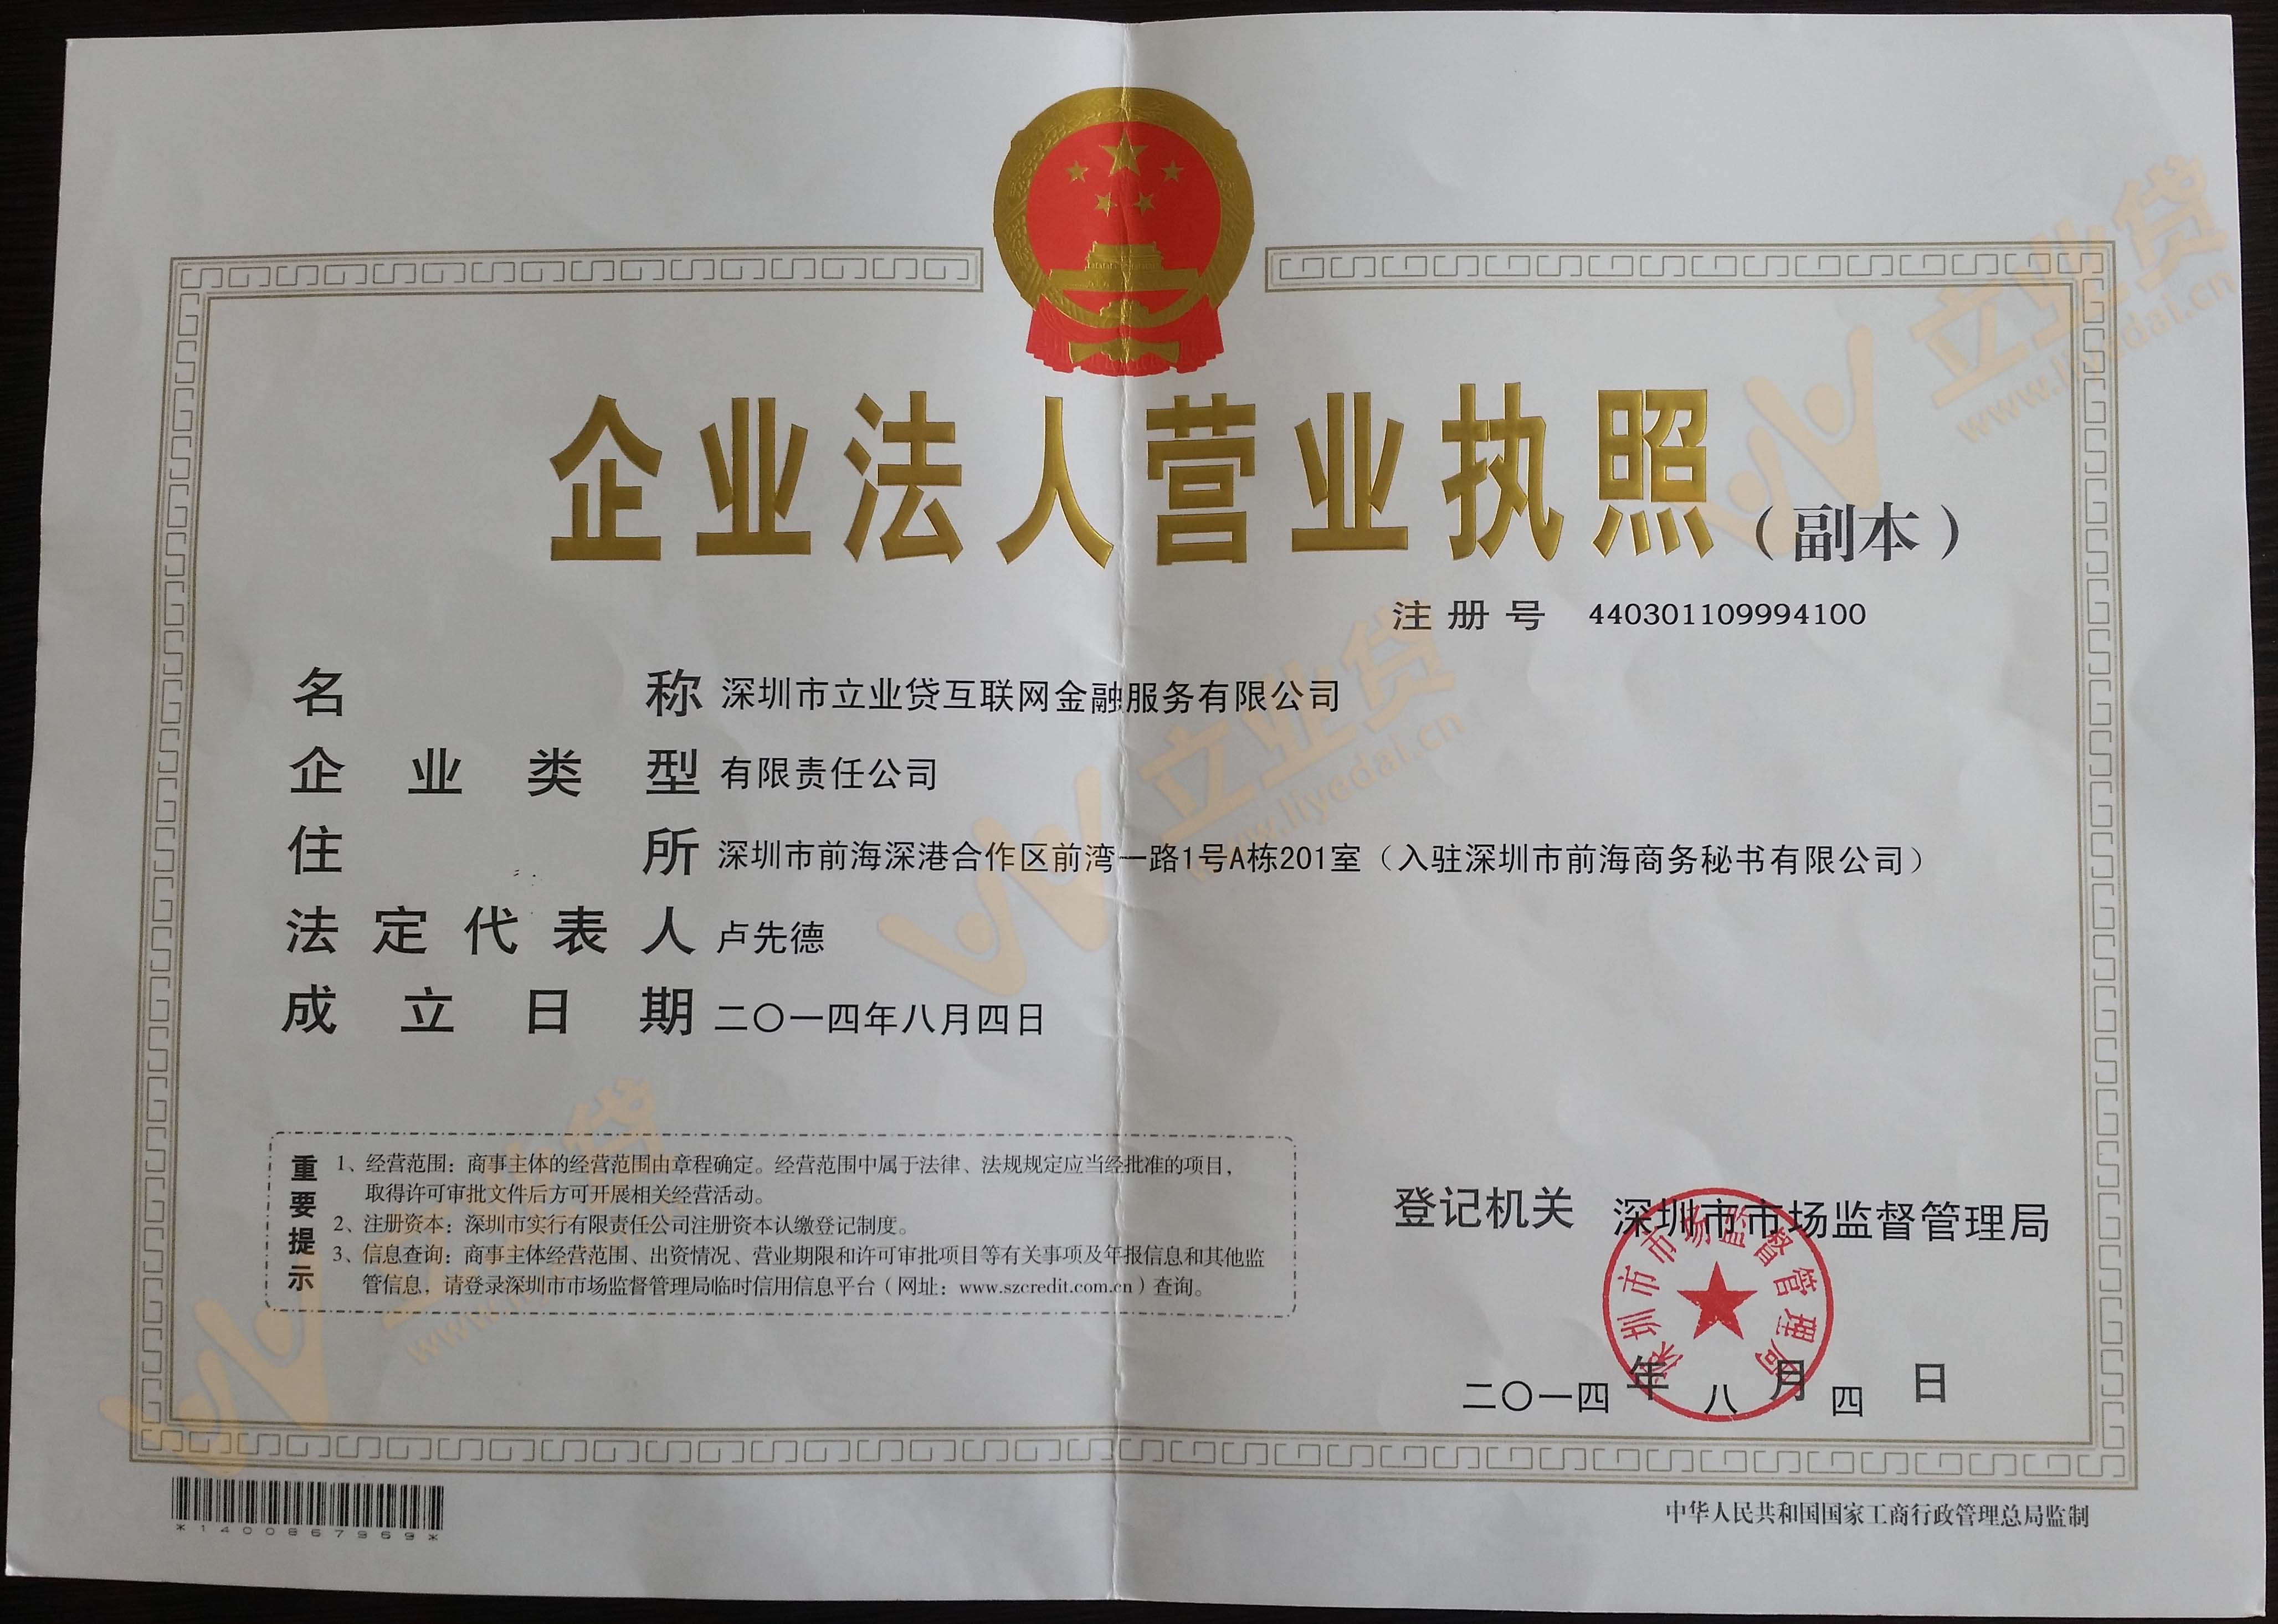 企业法人营业执照（副本）
注册号 440301109994100
名称 深圳市立业贷互联网金融服务有限公司
企业类型 有限责任公司
住所 深圳市前海深港合作区前湾一路1号A栋201室（入驻深圳市前海商务秘书有限公司）
法定代表人 卢先德
成立日期 二〇一四年八月四日
重要提示
1、经营范围：商事主体的经营范围由章程确定。经营范围中属于法律、法规规定应当经批准的项目，
取得许可审批文件后方可开展相关经营活动。
2、注册资本：深圳市实行有限责任公司注册资本认缴登记制度。
3、信息查询：商事主体经营范围、出资情况、营业期限和许可审批项目等有关事项及年报信息和其他监
管信息，请登录深圳市市场监督管理局临时信用信息平台（网址：www.szcredit.com.cn）查询。
登记机关 深圳市市场监督管理局
深圳市市场监督管理局
二〇一四年八月四日
*1400867969*
中华人民共和国国家工商行政管理总局监制
立业贷
www.liyedai.cn
立业贷
www.liyedai.cn
立业贷